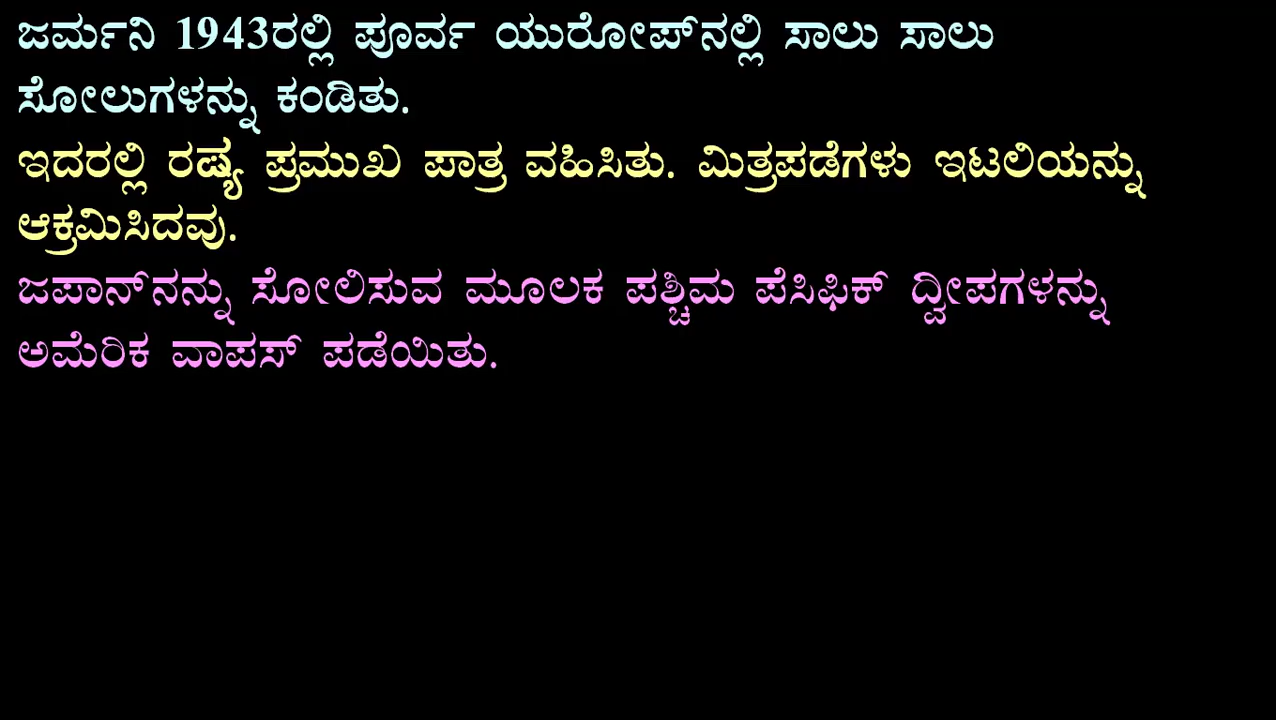 ಜರ್ಮನಿ 1943ರಲ್ಲಿ ಪೂರ್ವ ಯುರೋಪ್‌ನಲ್ಲಿ ಸಾಲು ಸಾಲು
ಸೋಲುಗಳನ್ನು ಕಂಡಿತು.
ಇದರಲ್ಲಿ ರಷ್ಯ ಪ್ರಮುಖ ಪಾತ್ರ ವಹಿಸಿತು. ಮಿತ್ರಪಡೆಗಳು ಇಟಲಿಯನ್ನು
ಆಕ್ರಮಿಸಿದವು.
ಜಪಾನ್‌ನನ್ನು ಸೋಲಿಸುವ ಮೂಲಕ ಪಶ್ಚಿಮ ಪೆಸಿಫಿಕ್ ದ್ವೀಪಗಳನ್ನು
ಅಮೆರಿಕ ವಾಪಸ್ ಪಡೆಯಿತು.